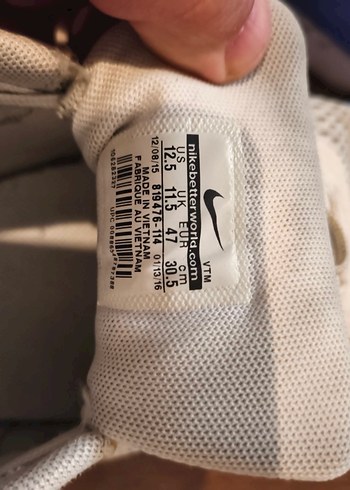 VTM
nikebetterworld.com
US UK EUR cm
12.5 11.5 47 30.5
12/08/15 819476-114 01/13/16
MADE IN VIETNAM
FABRIQUE AU VIETNAM